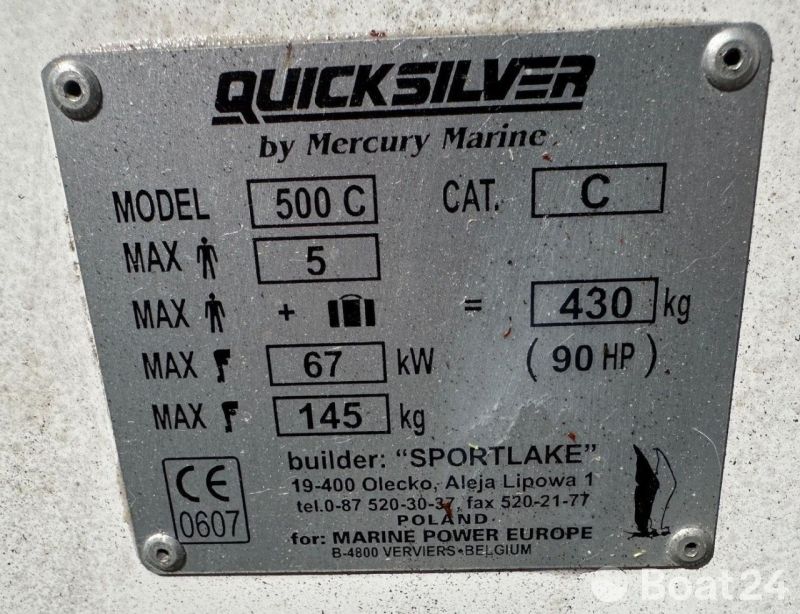 QUICKSILVER
by Mercury Marine
MODEL 500 C CAT. C
MAX 5
MAX + = 430 kg
MAX 67 kW (90 HP)
MAX 145 kg
CE
0607
builder: "SPORTLAKE"
19-400 Olecko, Aleja Lipowa 1
tel.0-87 520-30-37, fax 520-21-77
POLAND
for: MARINE POWER EUROPE
B-4800 VERVIERS-BELGIUM
Boat24